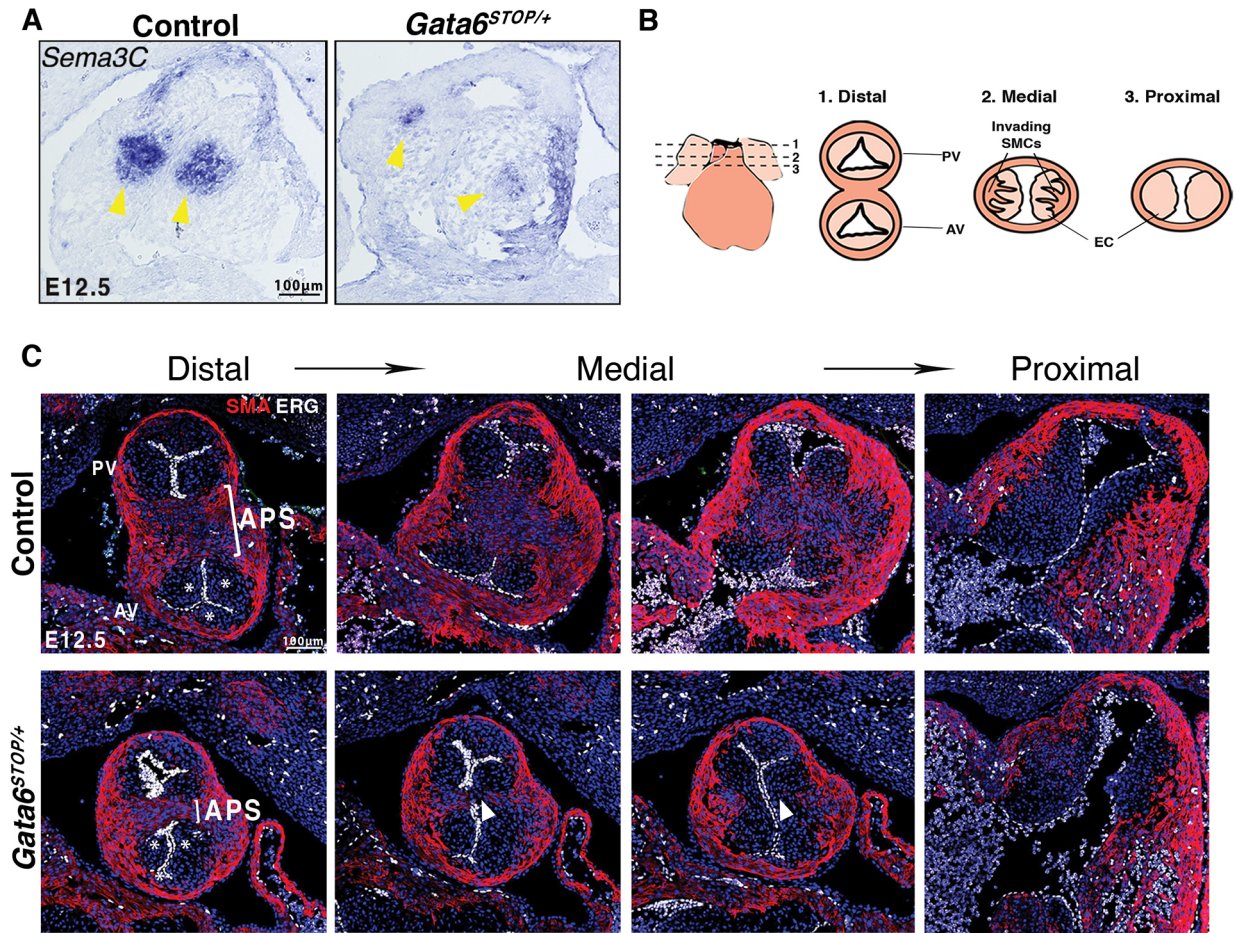 A
Control
Gata6STOP/+
Sema3C
E12.5
100µm
B
1. Distal
2. Medial
3. Proximal
Invading
SMCs
1
2
3
PV
AV
EC
C
Distal
Medial
Proximal
Control
SMA ERG
PV
APS
* *
*
AV
E12.5
100µm
Gata6STOP/+
APS
* *
*